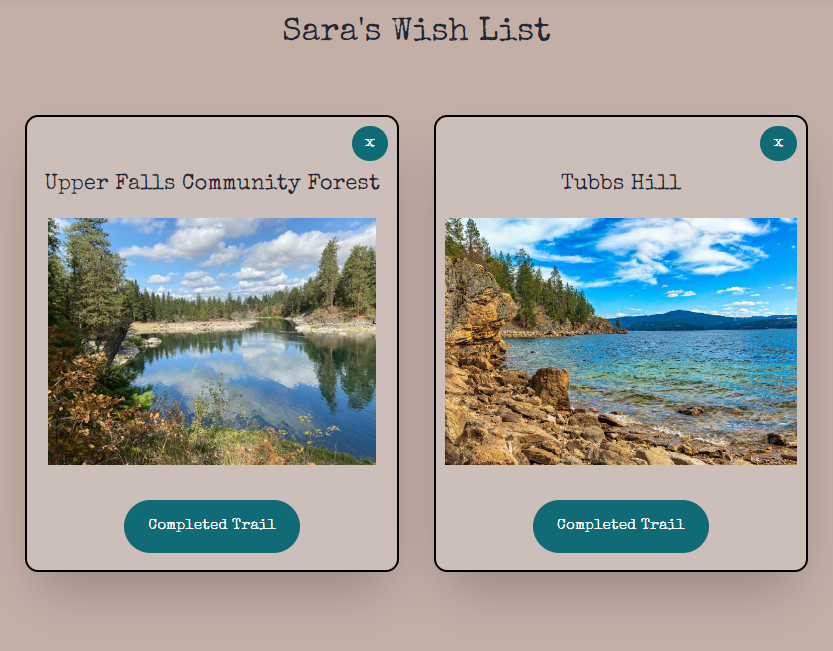 Sara's Wish List
x
Upper Falls Community Forest
Completed Trail
x
Tubbs Hill
Completed Trail